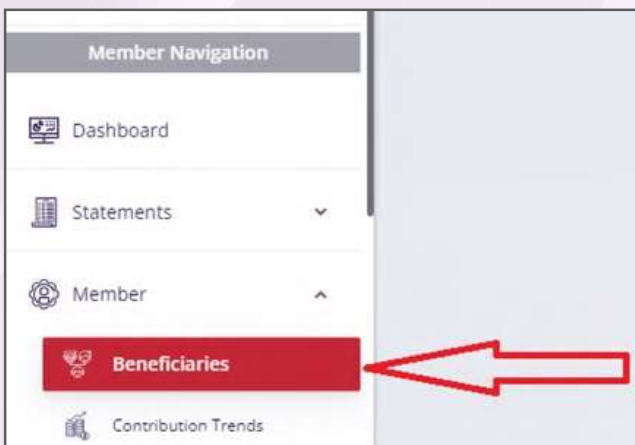 Member Navigation
Dashboard
Statements
Member
Beneficiaries
Contribution Trends